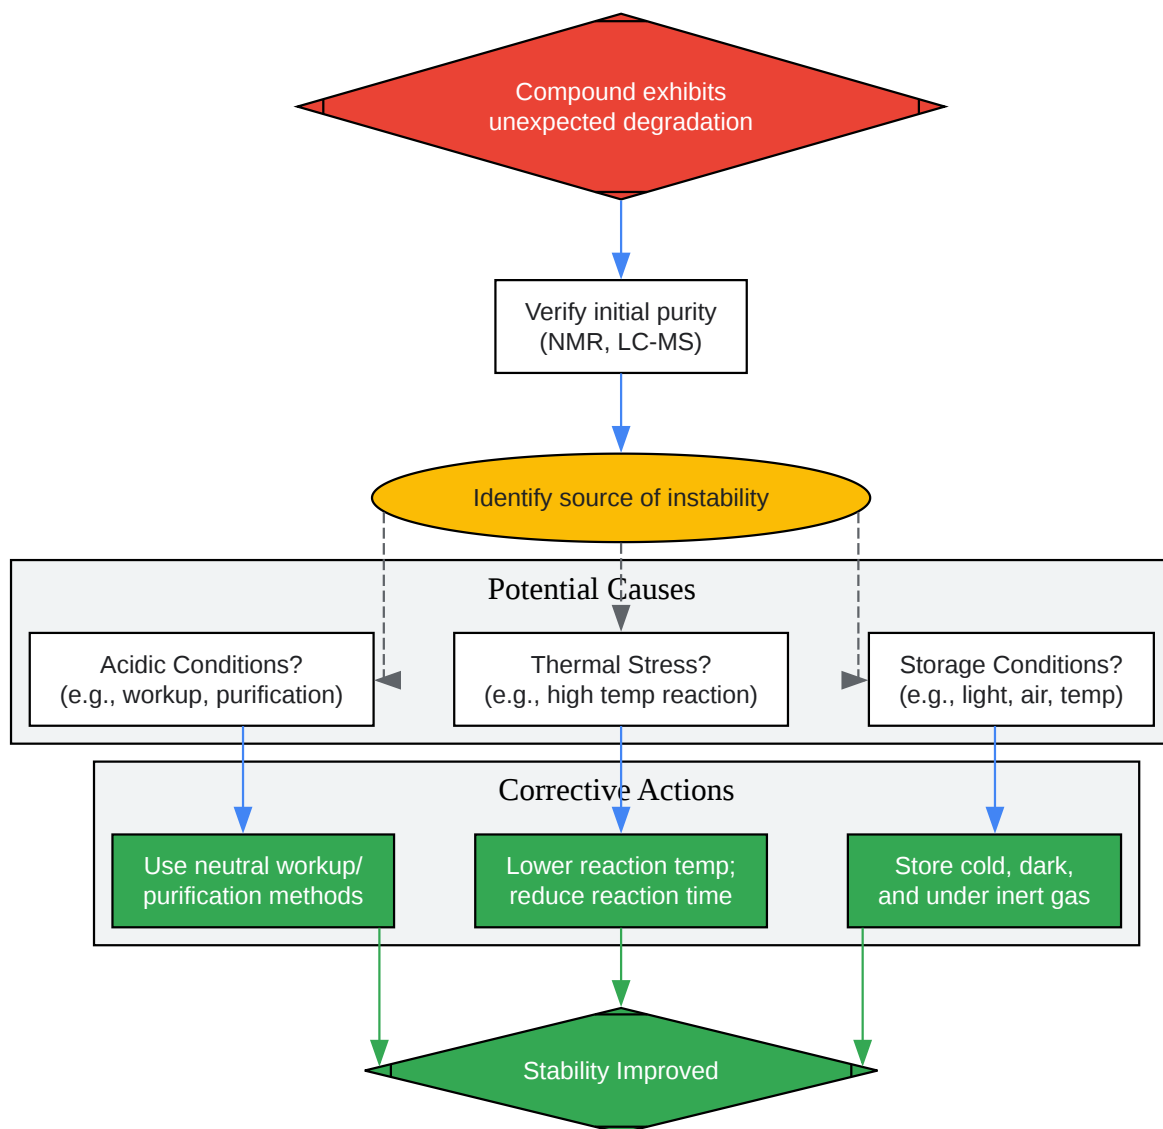 Compound exhibits
unexpected degradation
Verify initial purity
(NMR, LC-MS)
Identify source of instability
Potential Causes
Acidic Conditions?
(e.g., workup, purification)
Thermal Stress?
(e.g., high temp reaction)
Storage Conditions?
(e.g., light, air, temp)
Corrective Actions
Use neutral workup/
purification methods
Lower reaction temp;
reduce reaction time
Store cold, dark,
and under inert gas
Stability Improved